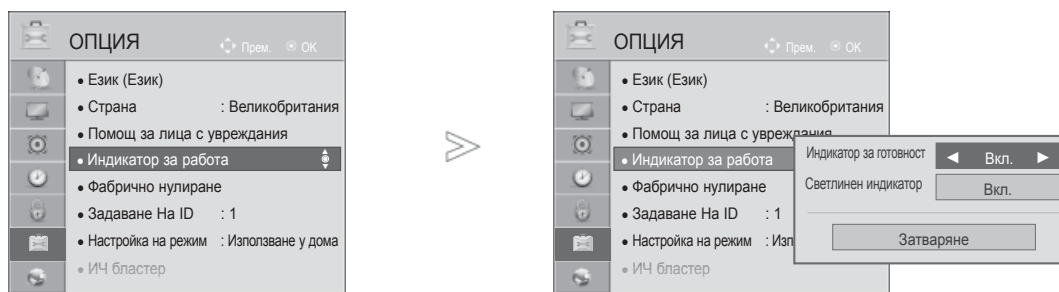 ОПЦИЯ Прем. OK
• Език (Език)
• Страна : Великобритания
• Помощ за лица с увреждания
• Индикатор за работа
• Фабрично нулиране
• Задаване На ID : 1
• Настройка на режим : Използване у дома
• ИЧ бластер
ОПЦИЯ Прем. OK
• Език (Език)
• Страна : Великобритания
• Помощ за лица с увреждания
• Индикатор за работа
• Фабрично нулиране
• Задаване На ID : 1
• Настройка на режим : Изп
• ИЧ бластер
Индикатор за готовност ◄ Вкл. ►
Светлинен индикатор Вкл.
Затваряне